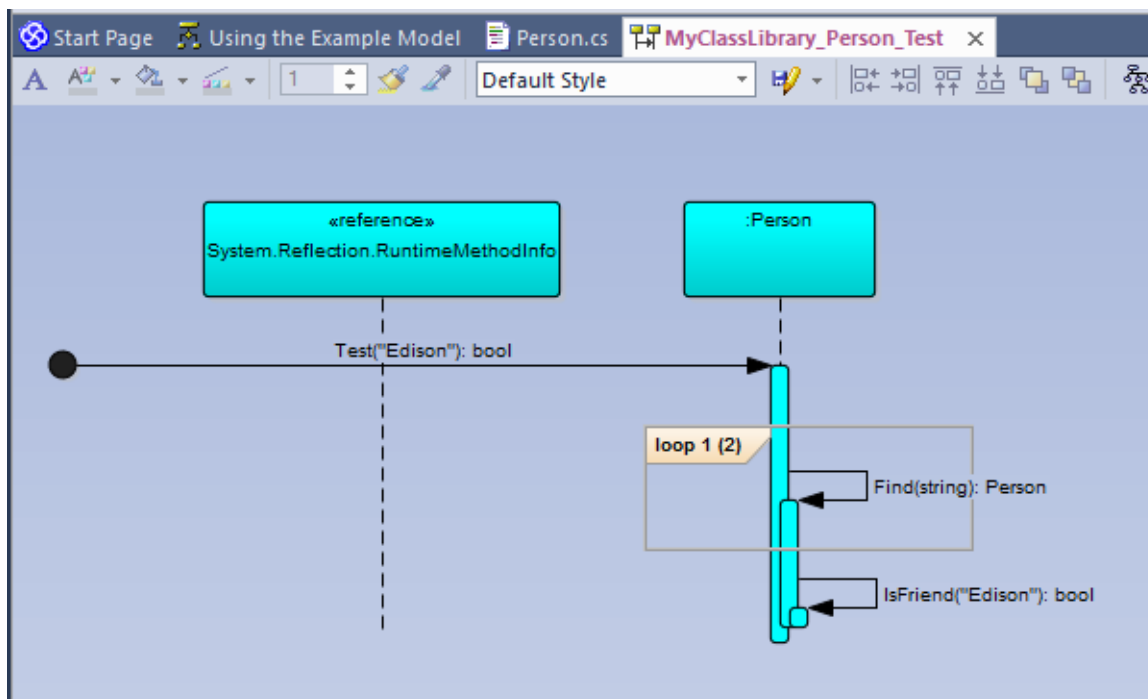 Start Page Using the Example Model Person.cs MyClassLibrary_Person_Test
A 1 Default Style
«reference»
System.Reflection.RuntimeMethodInfo
:Person
Test("Edison"): bool
loop 1 (2)
Find(string): Person
IsFriend("Edison"): bool